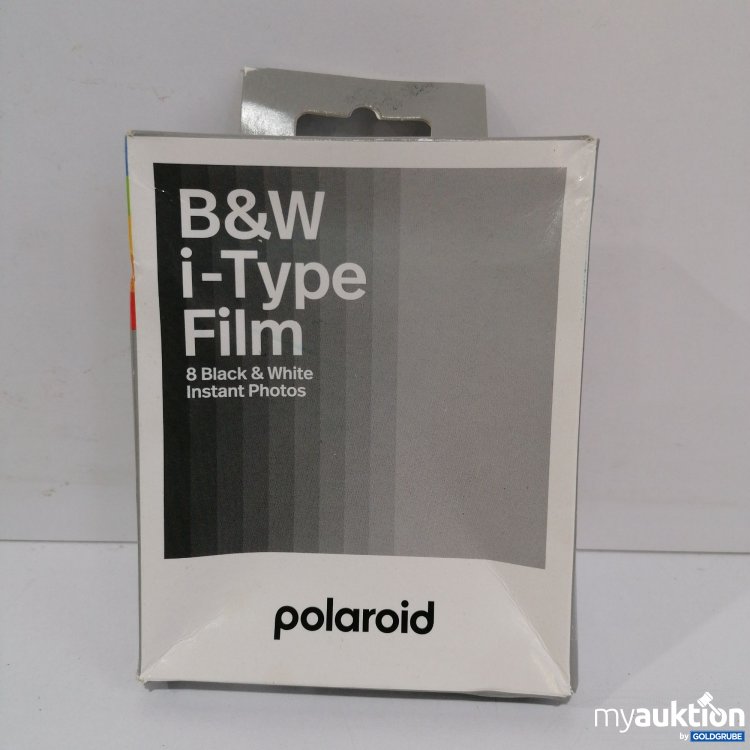 B&W
i-Type
Film
8 Black & White
Instant Photos
polaroid
myauktion
by GOLDGRUBE